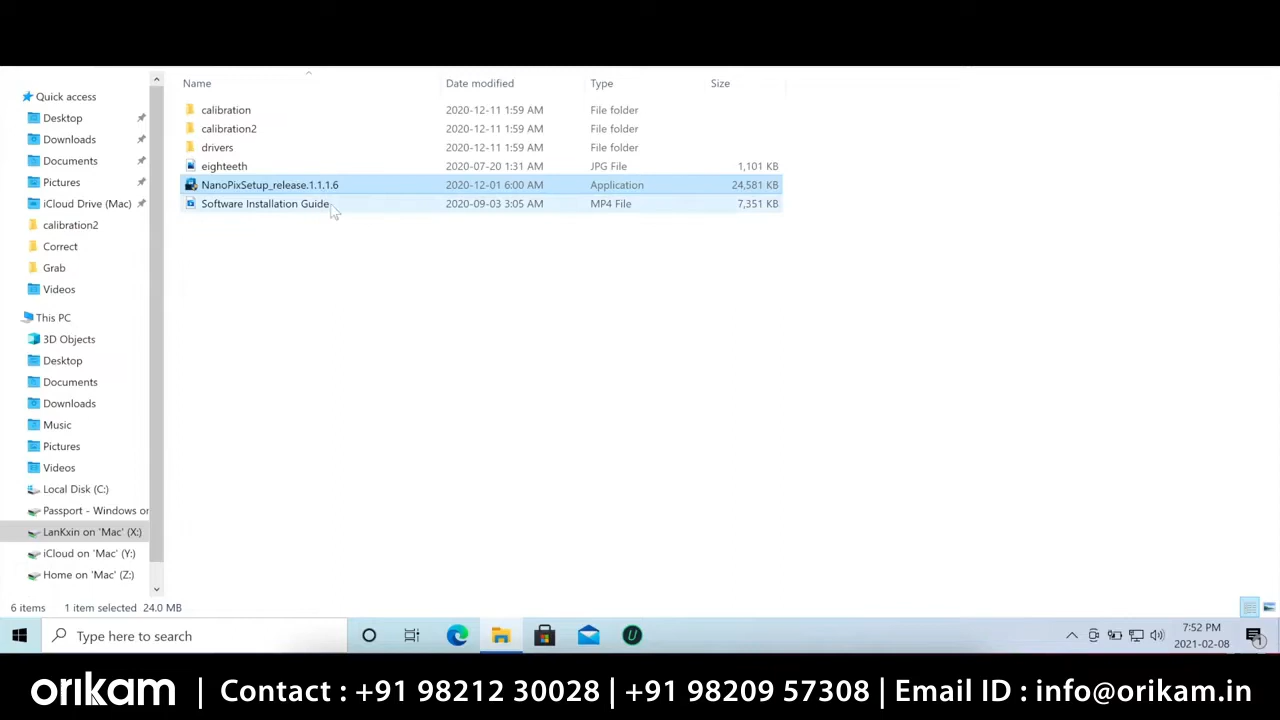 Name Date modified Type Size
Quick access
Desktop
Downloads
Documents
Pictures
iCloud Drive (Mac)
calibration2
Correct
Grab
Videos
This PC
3D Objects
Desktop
Documents
Downloads
Music
Pictures
Videos
Local Disk (C:)
Passport - Windows or
LanKxin on 'Mac' (X:)
iCloud on 'Mac' (Y:)
Home on 'Mac' (Z:)
calibration 2020-12-11 1:59 AM File folder
calibration2 2020-12-11 1:59 AM File folder
drivers 2020-12-11 1:59 AM File folder
eighteeth 2020-07-20 1:31 AM JPG File 1,101 KB
NanoPixSetup_release.1.1.1.6 2020-12-01 6:00 AM Application 24,581 KB
Software Installation Guide 2020-09-03 3:05 AM MP4 File 7,351 KB
6 items 1 item selected 24.0 MB
Type here to search
7:52 PM
2021-02-08
orikam | Contact : +91 98212 30028 | +91 98209 57308 | Email ID : info@orikam.in